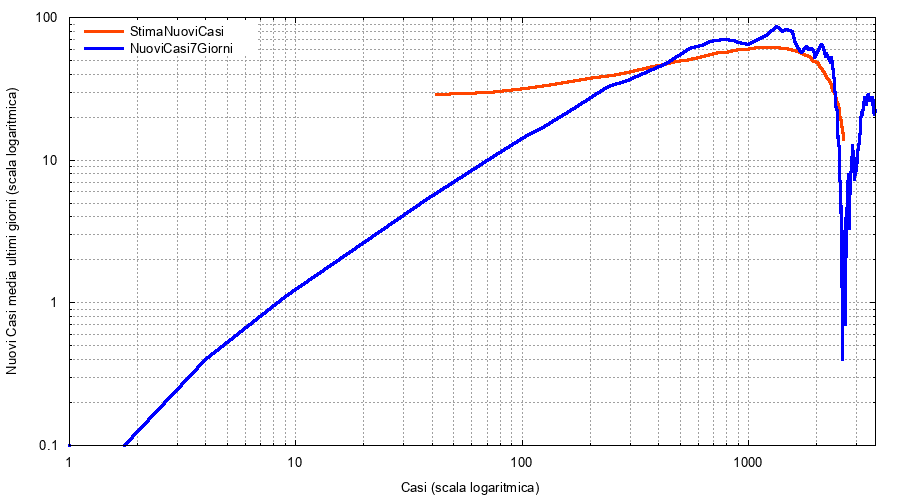 StimaNuoviCasi
NuoviCasi7Giorni
Nuovi Casi media ultimi giorni (scala logaritmica)
100
10
1
0.1
1 10 100 1000
Casi (scala logaritmica)